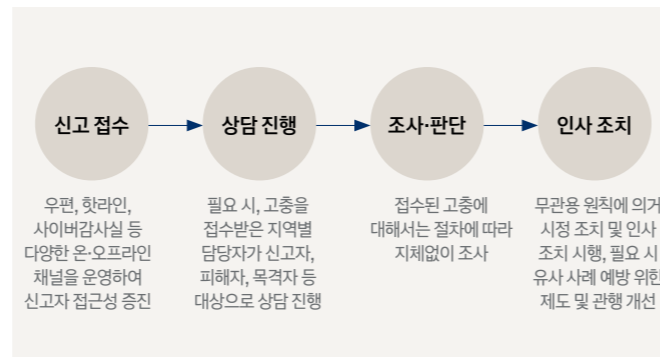 신고 접수
상담 진행
조사·판단
인사 조치
우편, 핫라인,
사이버감사실 등
다양한 온·오프라인
채널을 운영하여
신고자 접근성 증진
필요 시, 고충을
접수받은 지역별
담당자가 신고자,
피해자, 목격자 등
대상으로 상담 진행
접수된 고충에
대해서는 절차에 따라
지체없이 조사
무관용 원칙에 의거
시정 조치 및 인사
조치 시행, 필요 시
유사 사례 예방 위한
제도 및 관행 개선